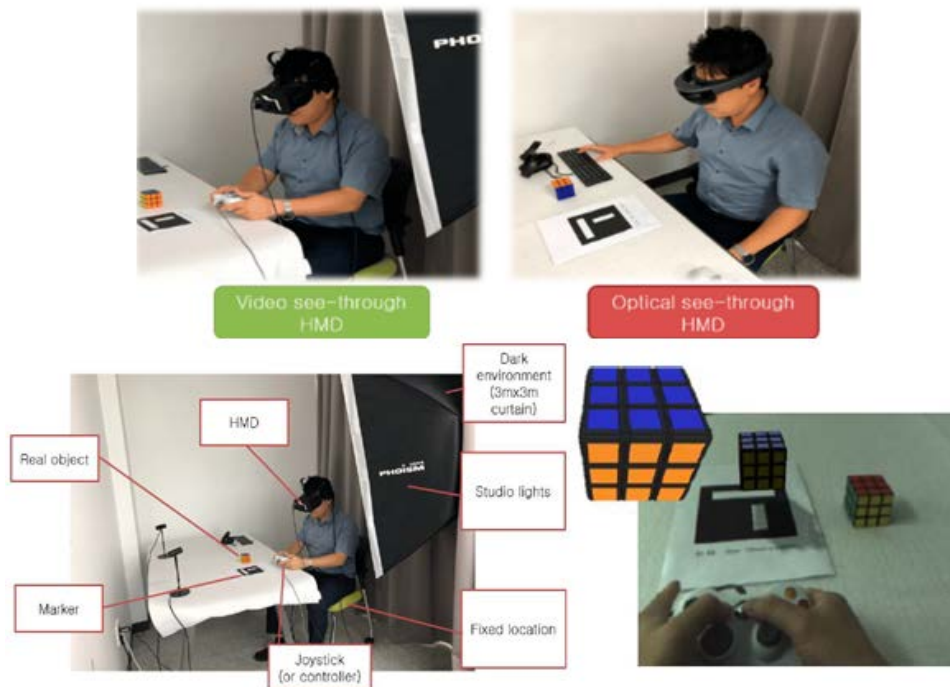 PHOISM
Video see-through
HMD
Optical see-through
HMD
Dark
environment
(3mx3m
curtain)
HMD
Real object
PHOISM
Studio lights
Marker
Fixed location
Joystick
(or controller)